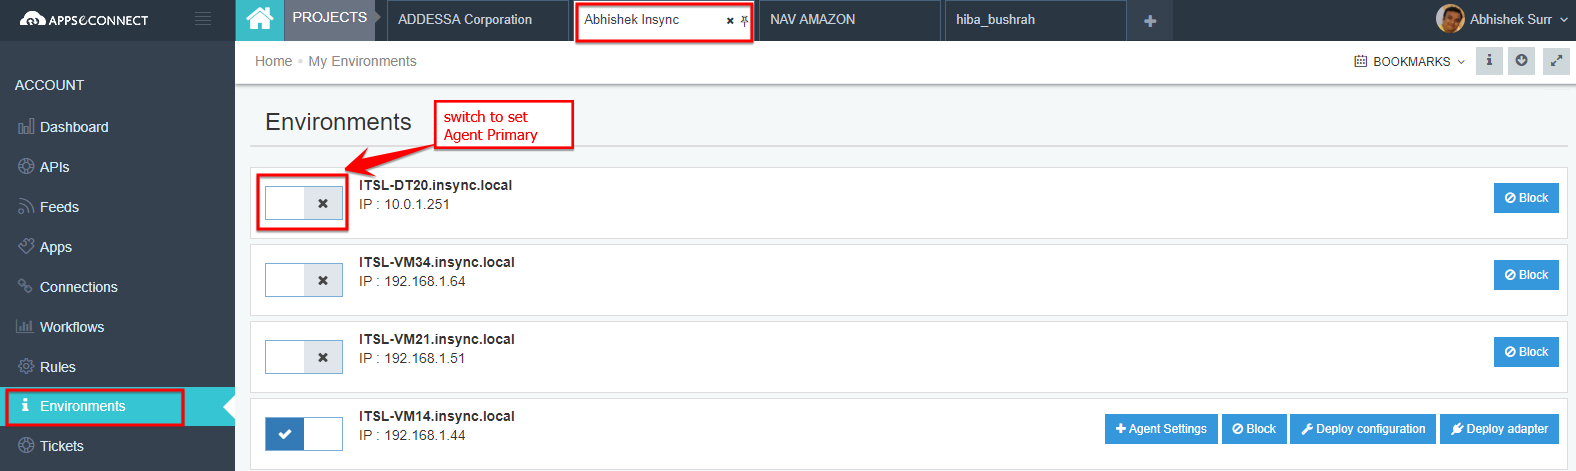 APPSeCONNECT
PROJECTS
ADDESSA Corporation
Abhishek Insync
NAV AMAZON
hiba_bushrah
Abhishek Surr
Home • My Environments
BOOKMARKS
ACCOUNT
Dashboard
APIs
Feeds
Apps
Connections
Workflows
Rules
Environments
Tickets
Environments
switch to set
Agent Primary
ITSL-DT20.insync.local
IP : 10.0.1.251
Block
ITSL-VM34.insync.local
IP : 192.168.1.64
Block
ITSL-VM21.insync.local
IP : 192.168.1.51
Block
ITSL-VM14.insync.local
IP : 192.168.1.44
Agent Settings
Block
Deploy configuration
Deploy adapter